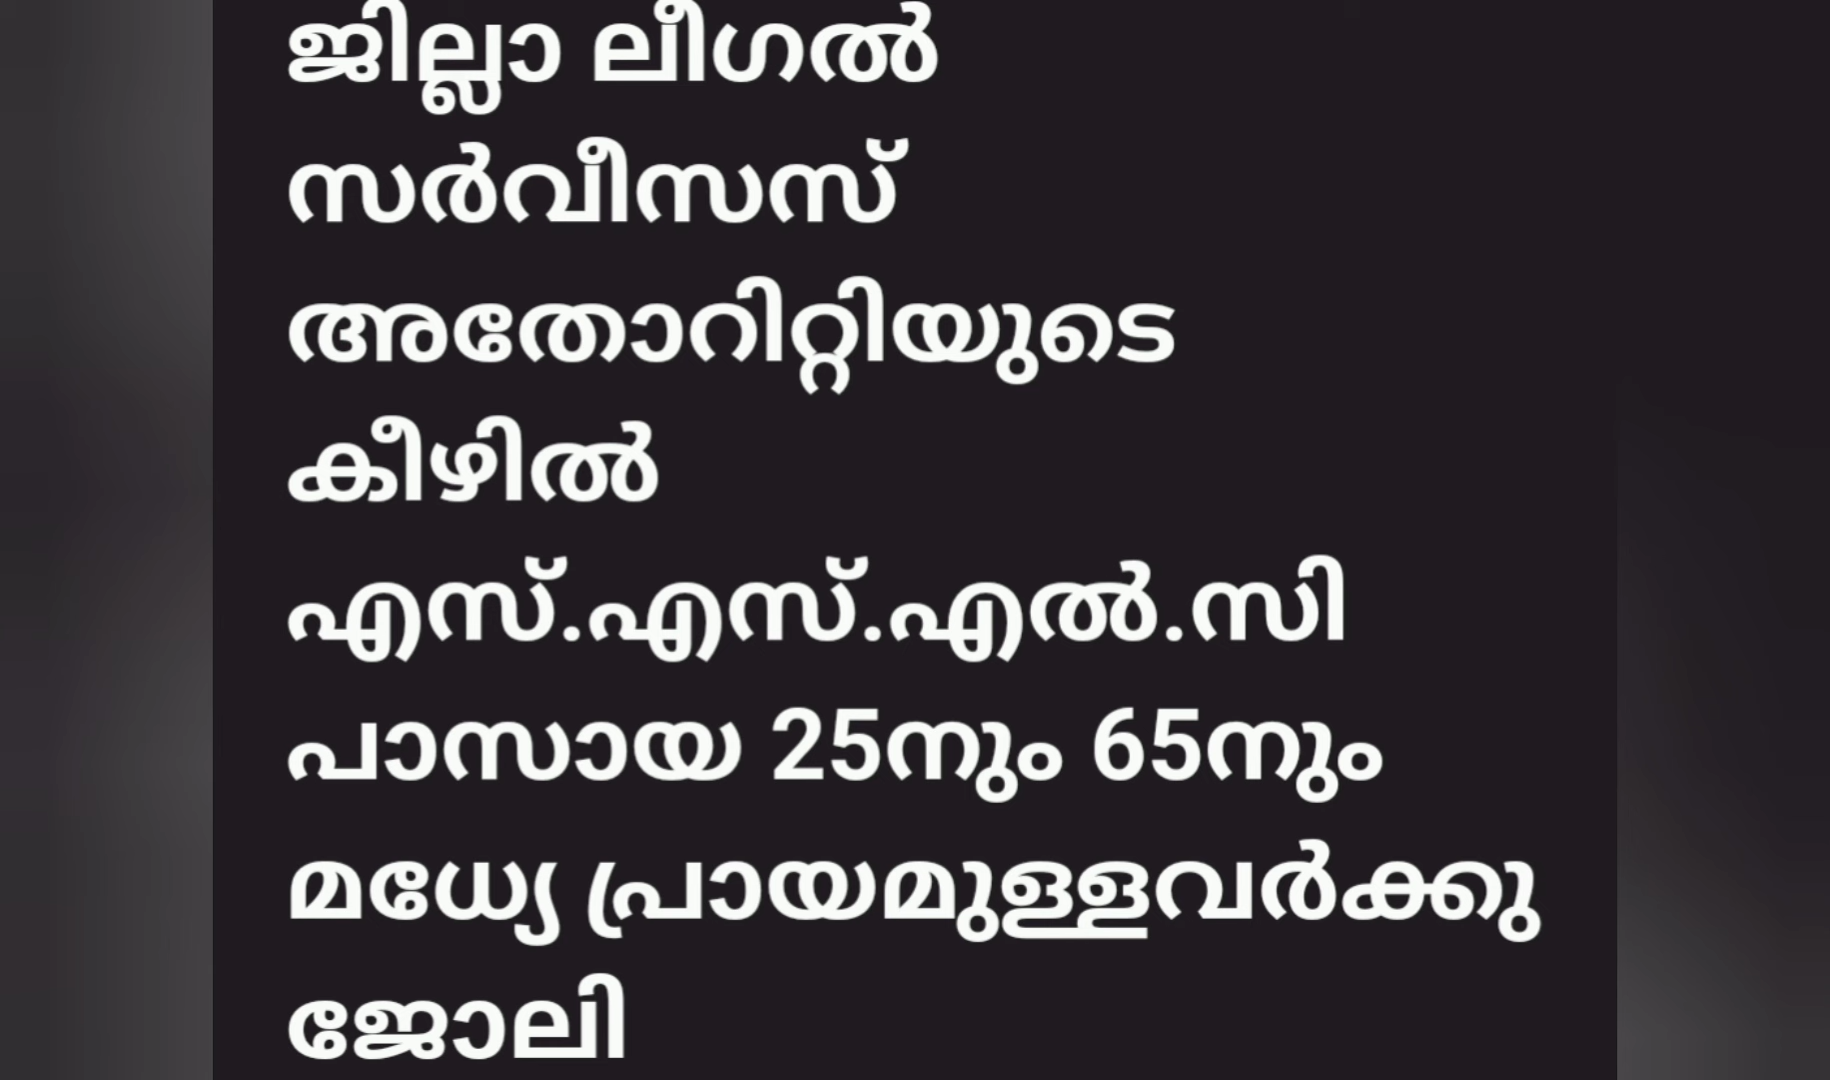 ജില്ലാ ലീഗൽ
സർവീസസ്
അതോറിറ്റിയുടെ
കീഴിൽ
എസ്.എസ്.എൽ.സി
പാസായ 25നും 65നും
മധ്യേ പ്രായമുള്ളവർക്കു
ജോലി